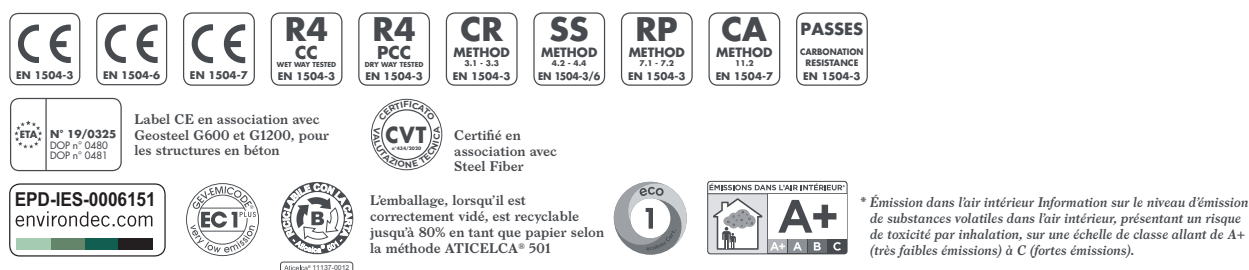 CE
EN 1504-3
CE
EN 1504-6
CE
EN 1504-7
R4
CC
WET WAY TESTED
EN 1504-3
R4
PCC
DRY WAY TESTED
EN 1504-3
CR
METHOD
3.1 - 3.3
EN 1504-3
SS
METHOD
4.2 - 4.4
EN 1504-3/6
RP
METHOD
7.1 - 7.2
EN 1504-3
CA
METHOD
11.2
EN 1504-7
PASSES
CARBONATION
RESISTANCE
EN 1504-3
ETA
N° 19/0325
DOP n° 0480
DOP n° 0481
Label CE en association avec
Geosteel G600 et G1200, pour
les structures en béton
CERTIFICATO
CVT
n°434/2020
VALUTAZIONE TECNICA
Certifié en
association avec
Steel Fiber
EPD-IES-0006151
environdec.com
GEV-EMICODE®
EC 1 PLUS
very low emission
RICICLABILE CON LA CARTA
B
Aticelca® 501
Aticelca® 11137-0012
L'emballage, lorsqu'il est
correctement vidé, est recyclable
jusqu'à 80% en tant que papier selon
la méthode ATICELCA® 501
eco
1
ÉMISSIONS DANS L'AIR INTÉRIEUR*
A+
A+ A B C
* Émission dans l'air intérieur Information sur le niveau d'émission
de substances volatiles dans l'air intérieur, présentant un risque
de toxicité par inhalation, sur une échelle de classe allant de A+
(très faibles émissions) à C (fortes émissions).